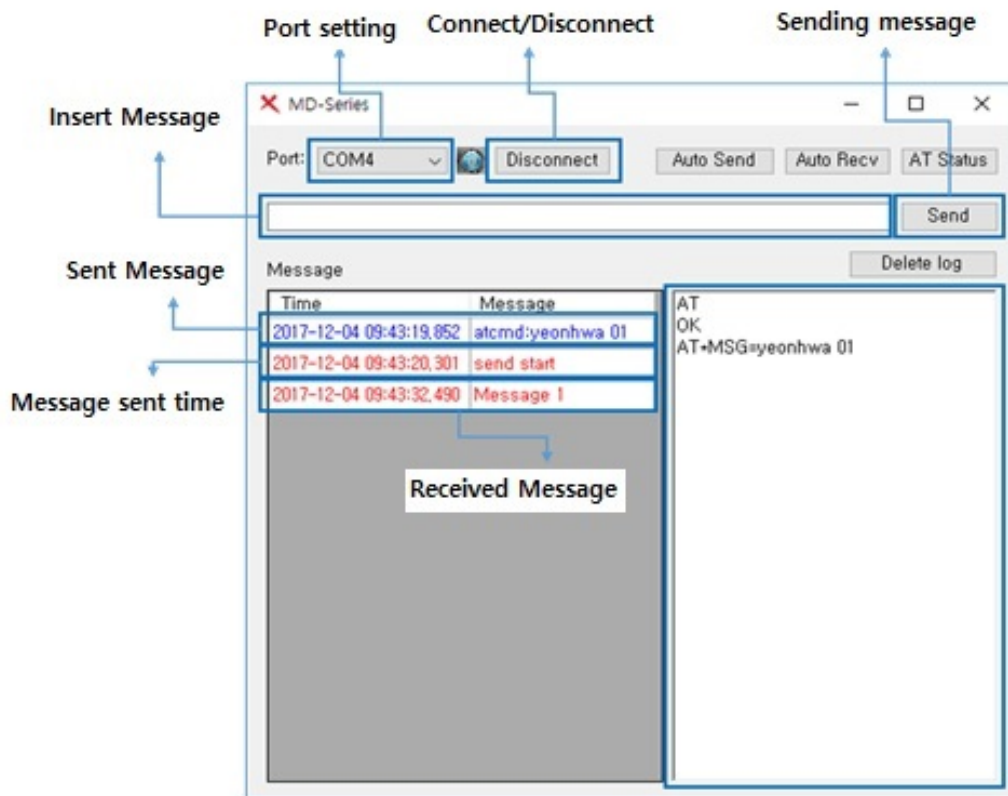 Port setting
Connect/Disconnect
Sending message
Insert Message
MD-Series
Port: COM4 Disconnect Auto Send Auto Recv AT Status
Send
Sent Message
Message
Delete log
Time Message
2017-12-04 09:43:19,852 atcmd:yeonhwa 01
2017-12-04 09:43:20,301 send start
2017-12-04 09:43:32,490 Message 1
AT
OK
AT+MSG=yeonhwa 01
Message sent time
Received Message